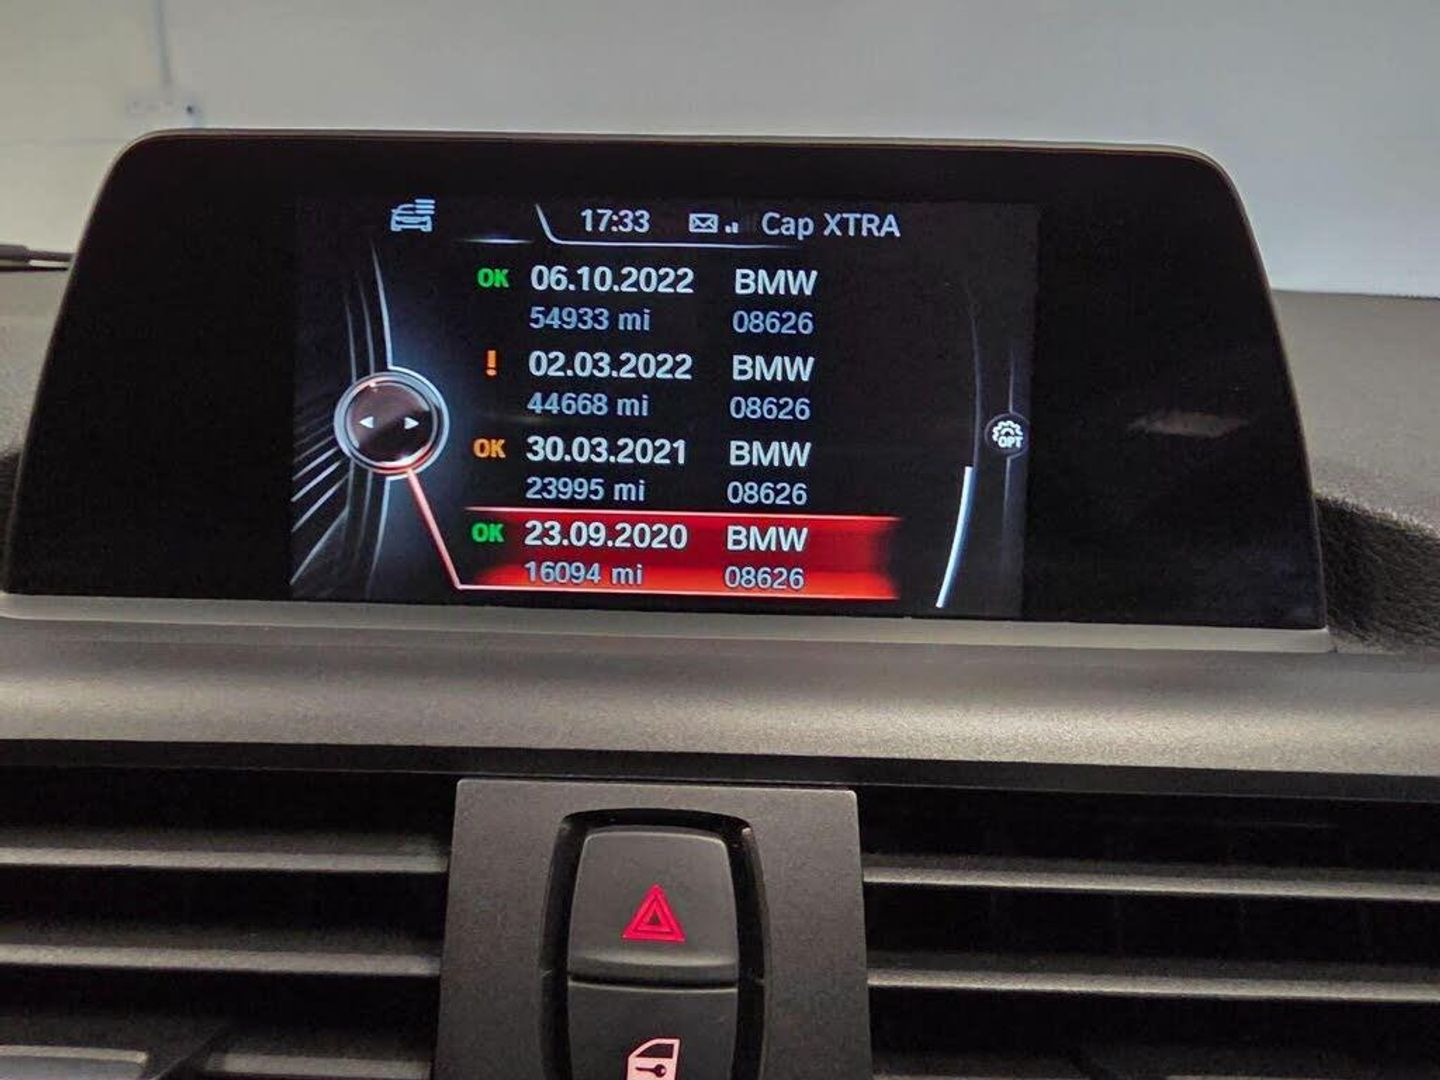 17:33 Cap XTRA
OK 06.10.2022 BMW
54933 mi 08626
! 02.03.2022 BMW
44668 mi 08626
OK 30.03.2021 BMW
23995 mi 08626
OPT
OK 23.09.2020 BMW
16094 mi 08626